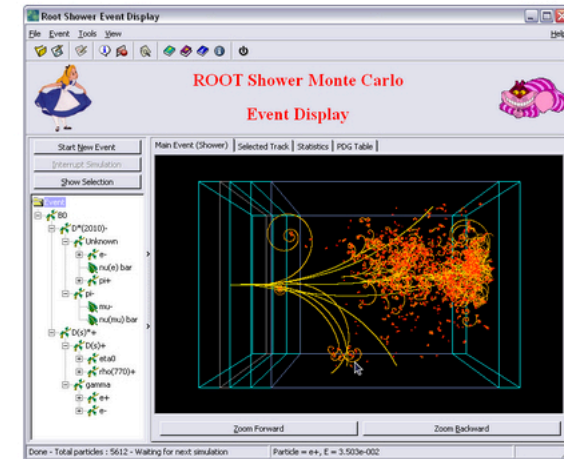 Root Shower Event Display
File Event Tools View Help
ROOT Shower Monte Carlo
Event Display
Start New Event
Interrupt Simulation
Show Selection
Main Event (Shower) Selected Track Statistics PDG Table
Event
B0
D*(2010)-
Unknown
e-
nu(e) bar
pi+
pi-
mu-
nu(mu) bar
D(s)*+
D(s)+
eta0
rho(770)+
gamma
e+
e-
Zoom Forward Zoom Backward
Done - Total particles : 5612 - Waiting for next simulation Particle = e+, E = 3.503e-002